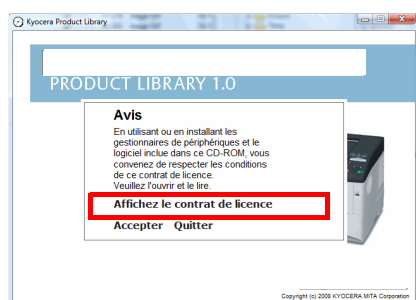 Kyocera Product Library
PRODUCT LIBRARY 1.0
Avis
En utilisant ou en installant les
gestionnaires de périphériques et le
logiciel inclue dans ce CD-ROM, vous
convenez de respecter les conditions
de ce contrat de licence.
Veuillez l'ouvrir et le lire.
Affichez le contrat de licence
Accepter Quitter
Copyright (c) 2008 KYOCERA MITA Corporation